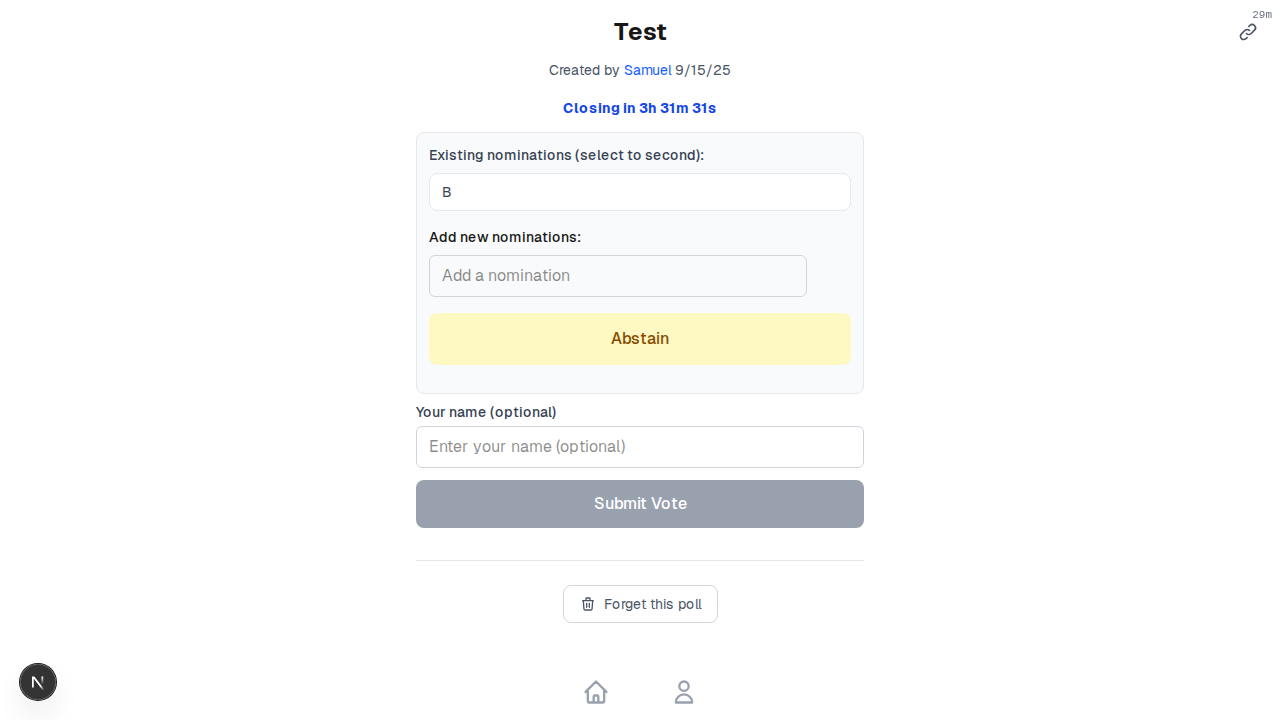 29m
Test
Created by Samuel 9/15/25
Closing in 3h 31m 31s
Existing nominations (select to second):
B
Add new nominations:
Add a nomination
Abstain
Your name (optional)
Enter your name (optional)
Submit Vote
Forget this poll
N